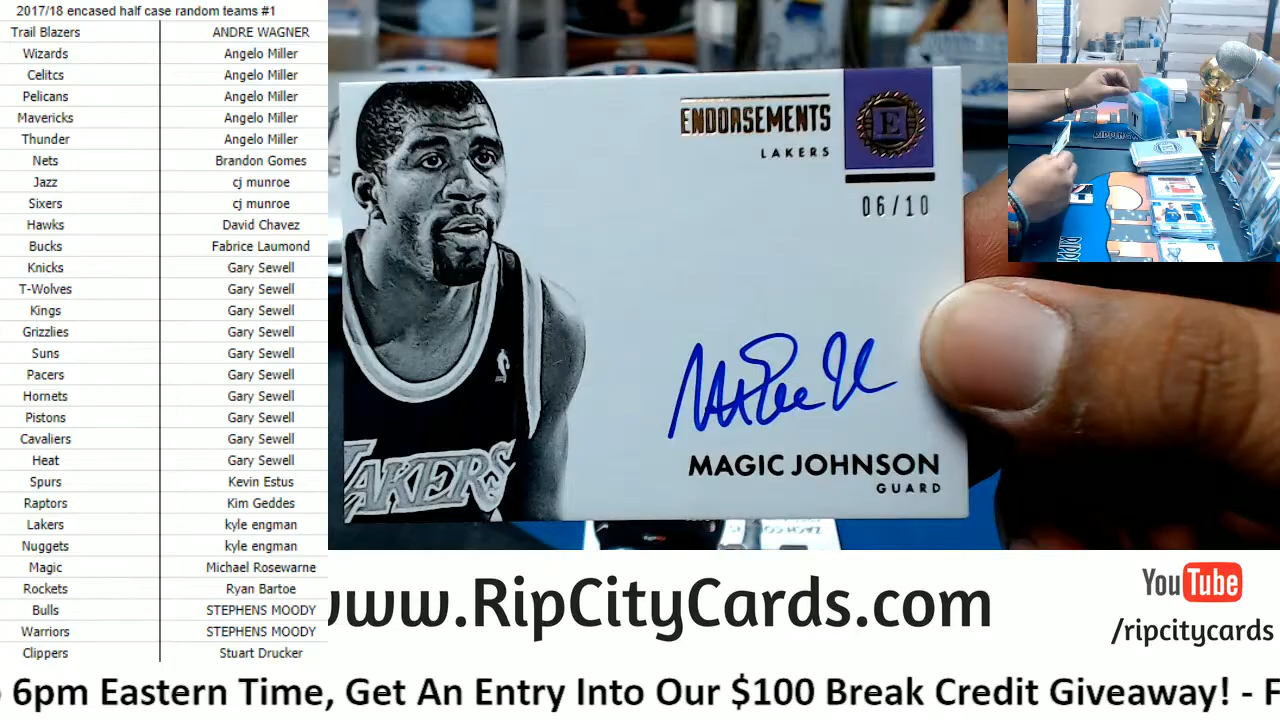 2017/18 encased half case random teams #1
Trail Blazers ANDRE WAGNER
Wizards Angelo Miller
Celitcs Angelo Miller
Pelicans Angelo Miller
Mavericks Angelo Miller
Thunder Angelo Miller
Nets Brandon Gomes
Jazz cj munroe
Sixers cj munroe
Hawks David Chavez
Bucks Fabrice Laumond
Knicks Gary Sewell
T-Wolves Gary Sewell
Kings Gary Sewell
Grizzlies Gary Sewell
Suns Gary Sewell
Pacers Gary Sewell
Hornets Gary Sewell
Pistons Gary Sewell
Cavaliers Gary Sewell
Heat Gary Sewell
Spurs Kevin Estus
Raptors Kim Geddes
Lakers kyle engman
Nuggets kyle engman
Magic Michael Rosewarne
Rockets Ryan Bartoe
Bulls STEPHENS MOODY
Warriors STEPHENS MOODY
Clippers Stuart Drucker
ENDORSEMENTS
LAKERS
E
06/10
LAKERS
MAGIC JOHNSON
GUARD
www.RipCityCards.com
YouTube
/ripcitycards
6pm Eastern Time, Get An Entry Into Our $100 Break Credit Giveaway! - F